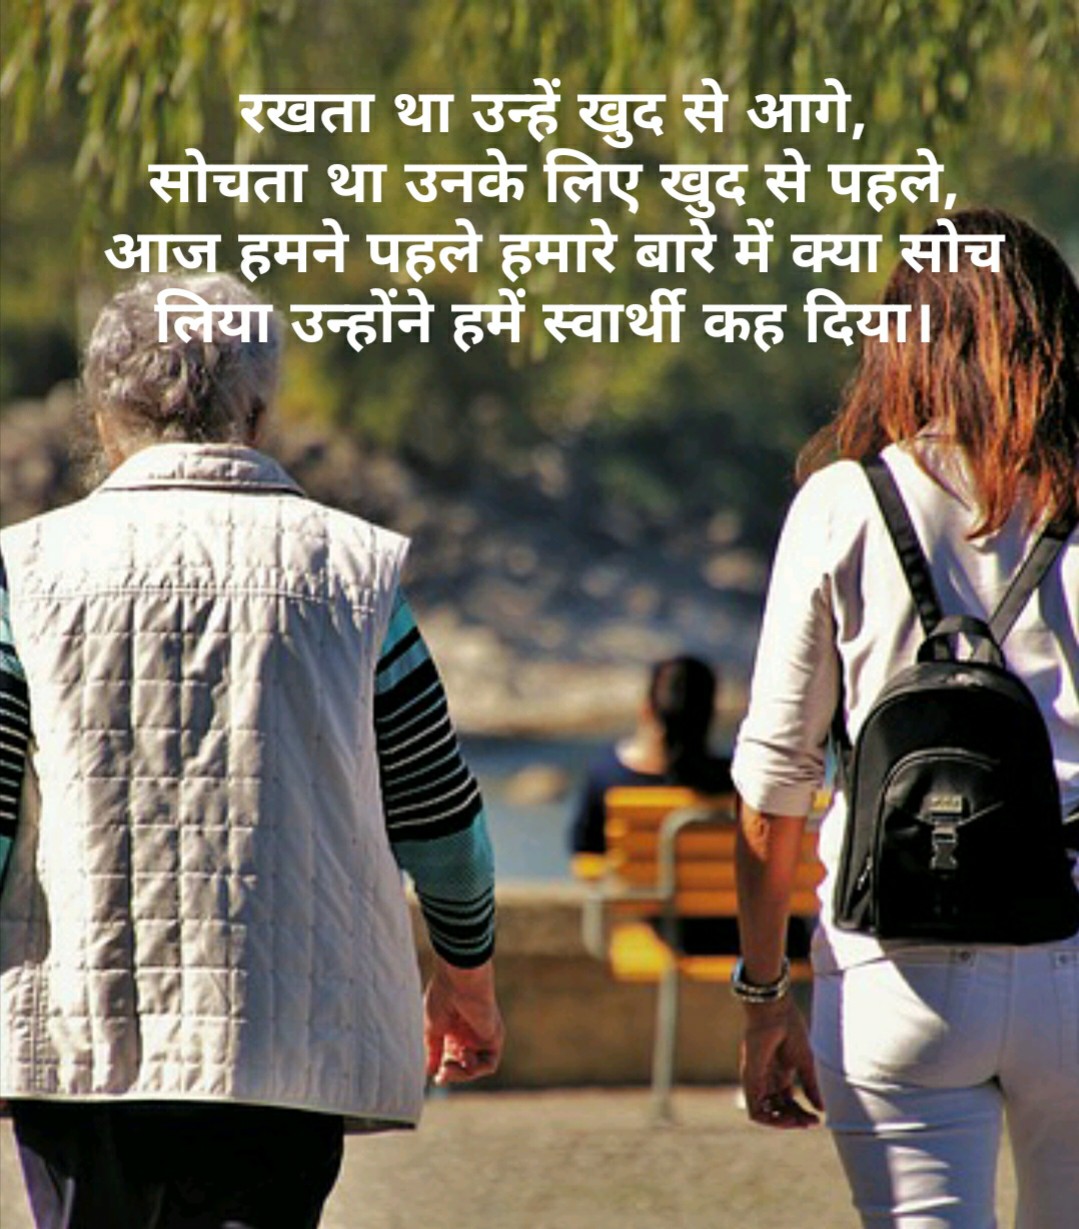 रखता था उन्हें खुद से आगे,
सोचता था उनके लिए खुद से पहले,
आज हमने पहले हमारे बारे में क्या सोच
लिया उन्होंने हमें स्वार्थी कह दिया।